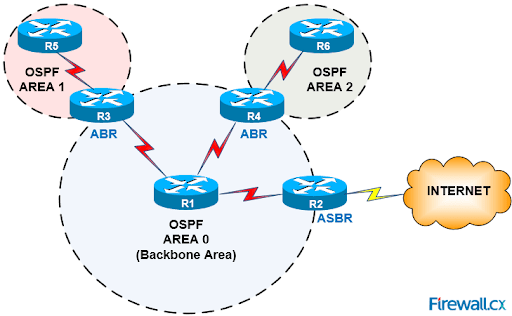 R5
OSPF
AREA 1
R3
ABR
R6
OSPF
AREA 2
R4
ABR
R1
OSPF
AREA 0
(Backbone Area)
R2
ASBR
INTERNET
Firewall.cx